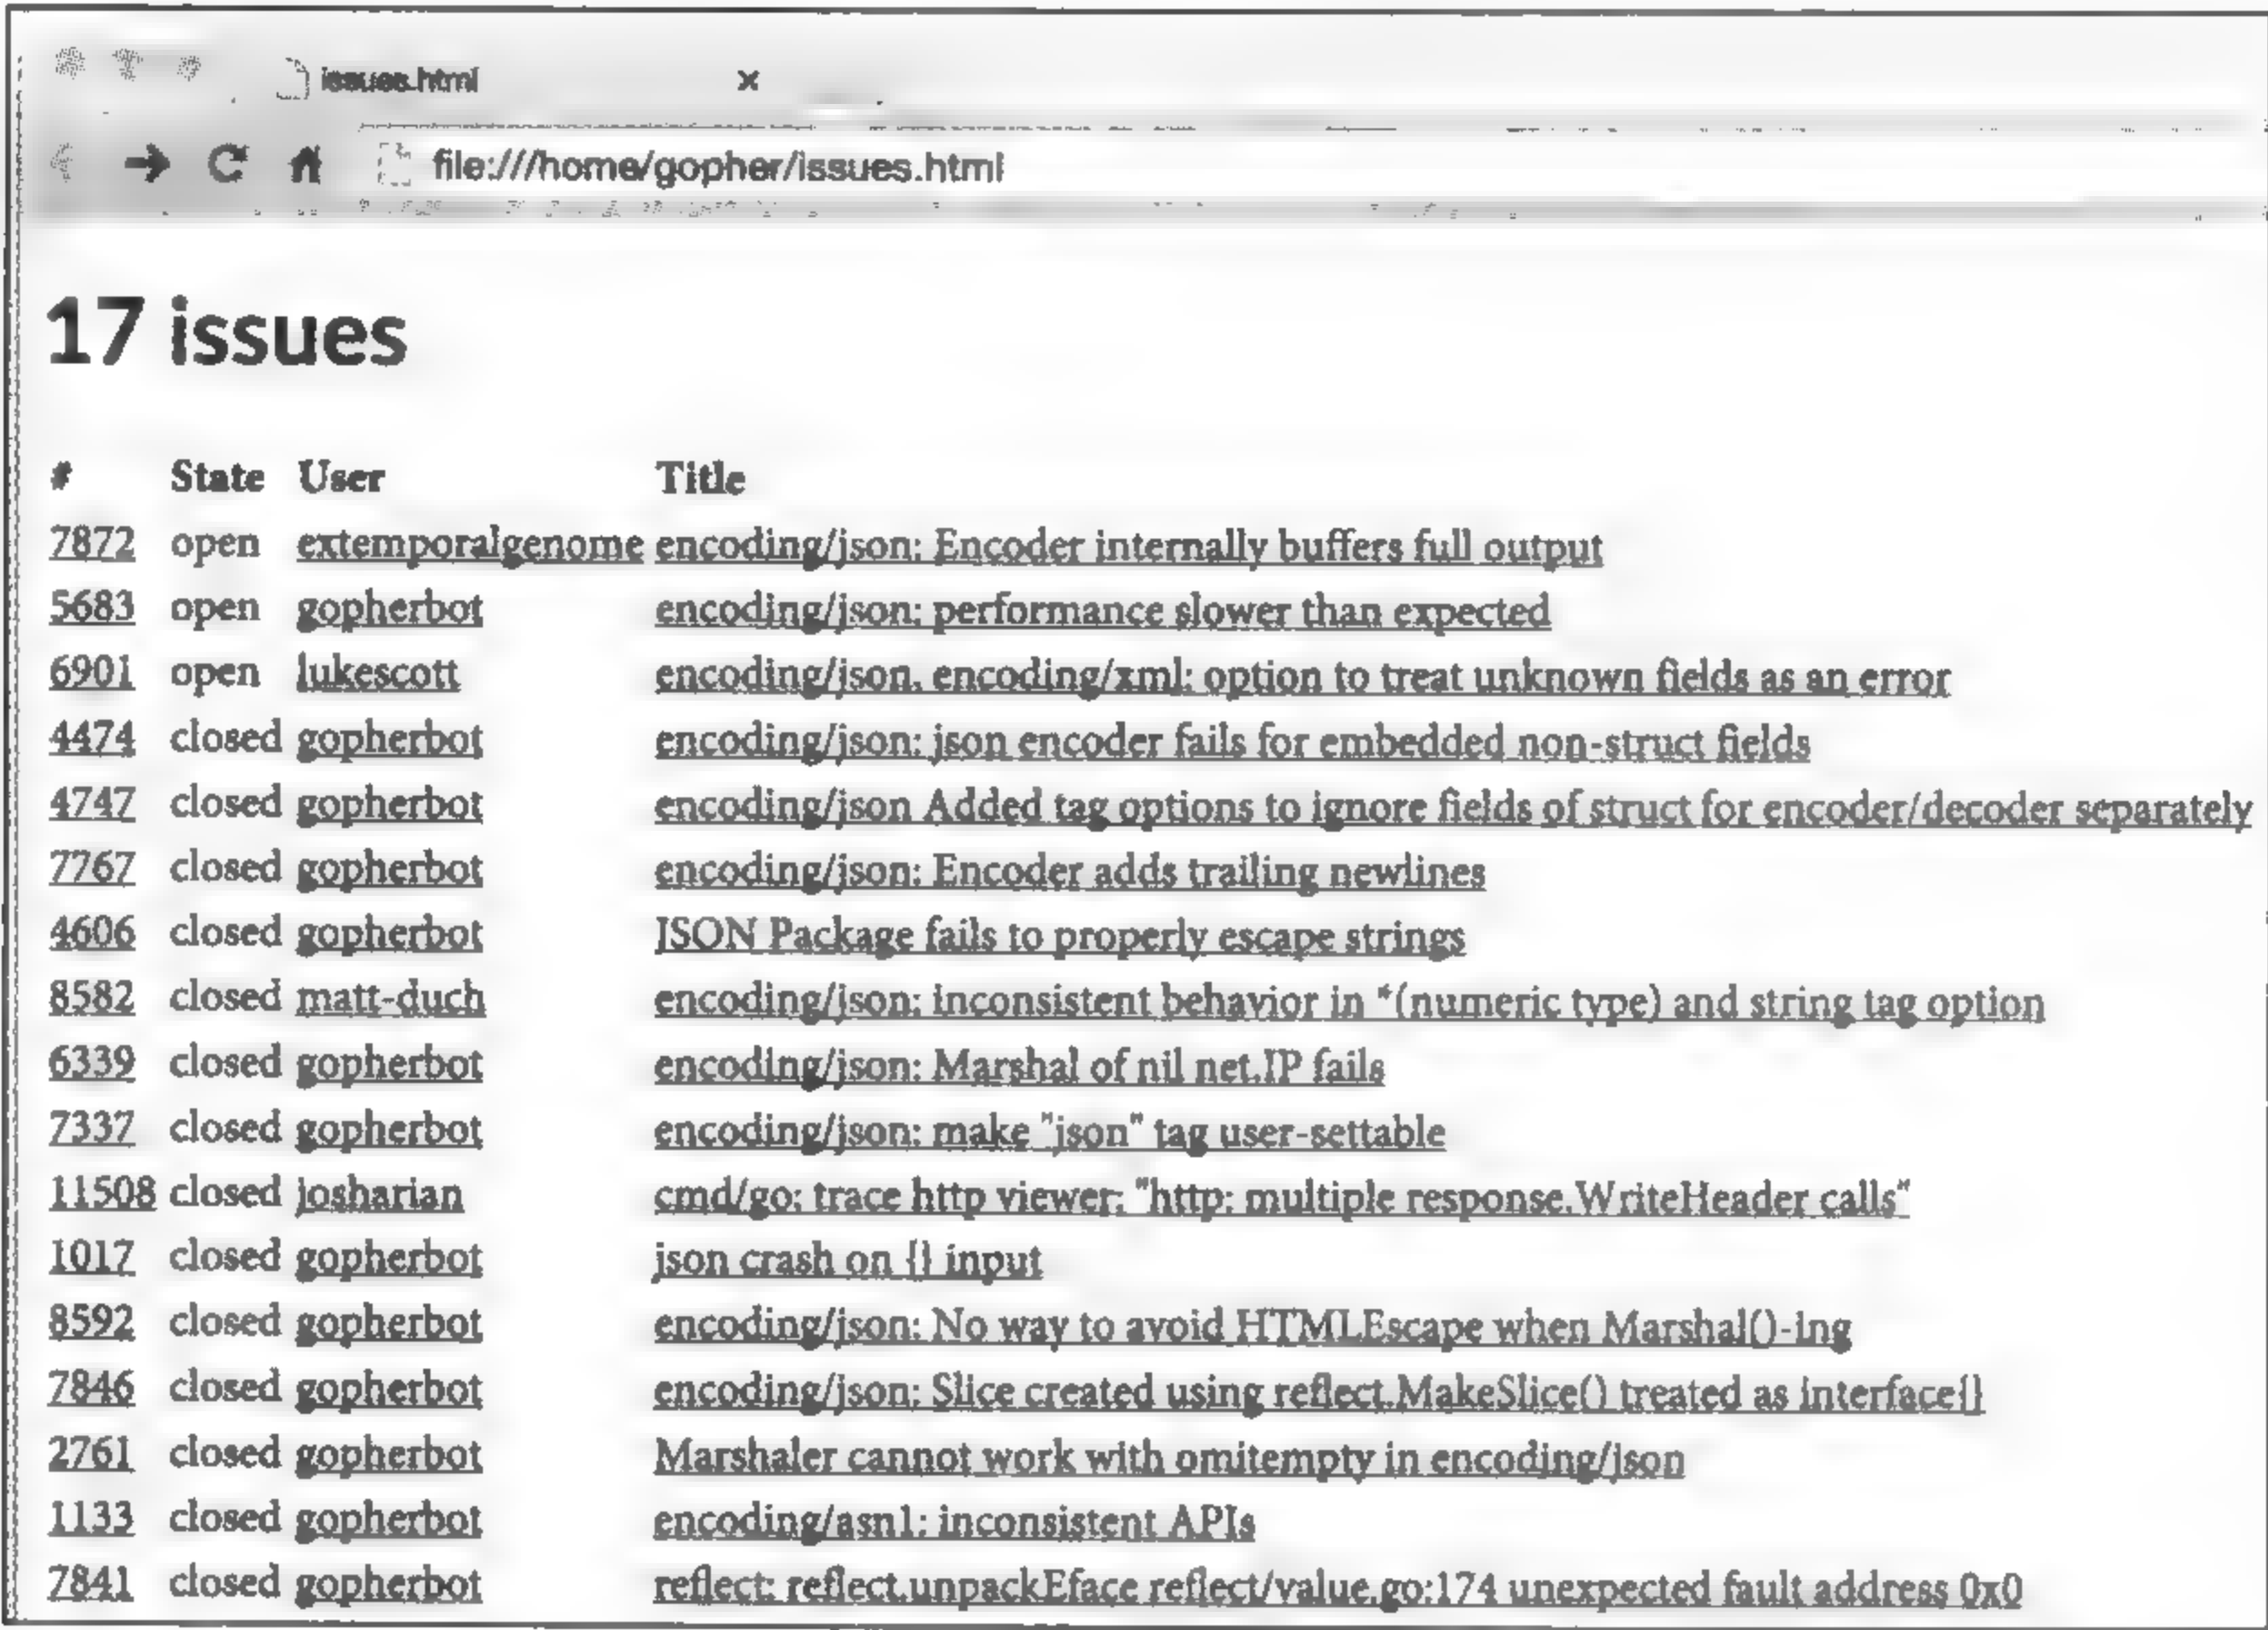 issues.html ×
file:///home/gopher/issues.html
17 issues
# State User Title
7872 open extemporalgenome encoding/json: Encoder internally buffers full output
5683 open gopherbot encoding/json: performance slower than expected
6901 open lukescott encoding/json, encoding/xml: option to treat unknown fields as an error
4474 closed gopherbot encoding/json: json encoder fails for embedded non-struct fields
4747 closed gopherbot encoding/json Added tag options to ignore fields of struct for encoder/decoder separately
7767 closed gopherbot encoding/json: Encoder adds trailing newlines
4606 closed gopherbot JSON Package fails to properly escape strings
8582 closed matt-duch encoding/json: inconsistent behavior in *(numeric type) and string tag option
6339 closed gopherbot encoding/json: Marshal of nil net.IP fails
7337 closed gopherbot encoding/json: make "json" tag user-settable
11508 closed josharian cmd/go: trace http viewer: "http: multiple response.WriteHeader calls"
1017 closed gopherbot json crash on {} input
8592 closed gopherbot encoding/json: No way to avoid HTMLEscape when Marshal()-ing
7846 closed gopherbot encoding/json: Slice created using reflect.MakeSlice() treated as interface{}
2761 closed gopherbot Marshaler cannot work with omitempty in encoding/json
1133 closed gopherbot encoding/asn1: inconsistent APIs
7841 closed gopherbot reflect: reflect.unpackEface reflect/value.go:174 unexpected fault address 0x0